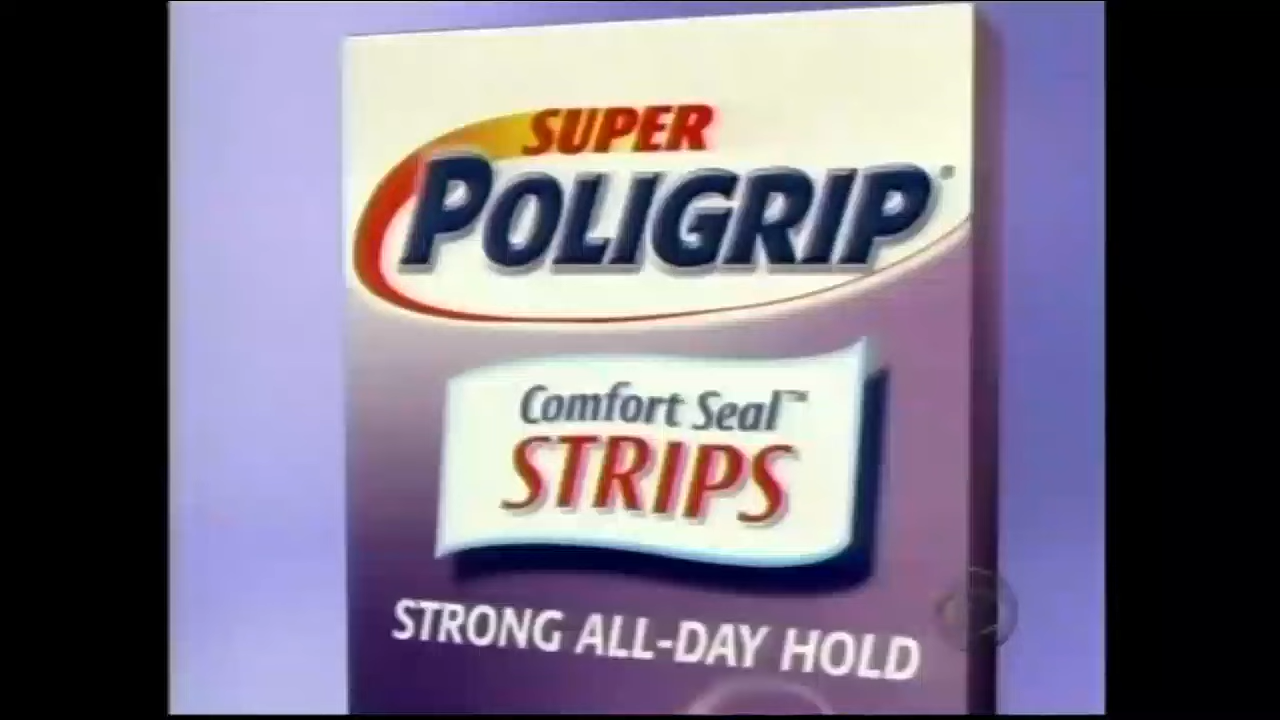 SUPER
POLIGRIP®
Comfort Seal™
STRIPS
STRONG ALL-DAY HOLD